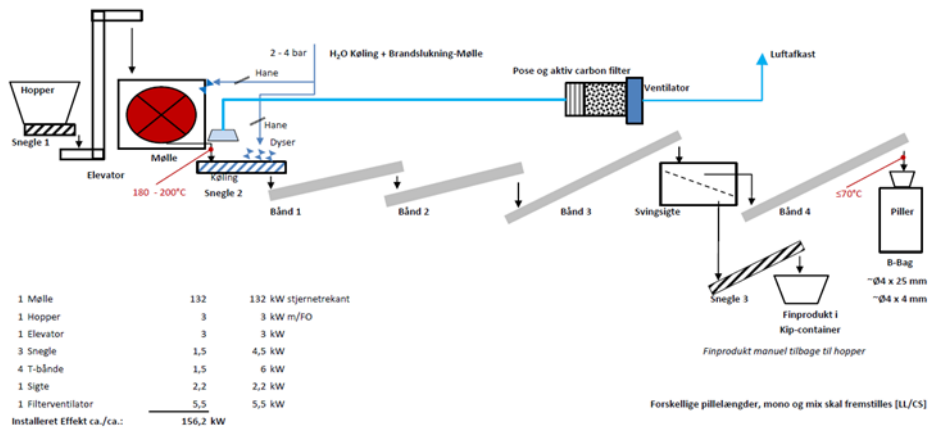 2 - 4 bar
H₂O Køling + Brandslukning-Mølle
Luftafkast
Hopper
Hane
Pose og aktiv carbon filter
Ventilator
Snegle 1
Hane
Mølle
Dyser
Elevator
Køling
180 - 200°C
Snegle 2
Bånd 1
Bånd 2
Bånd 3
Svingsigte
Bånd 4
≤70°C
Piller
B-Bag
~Ø4 x 25 mm
~Ø4 x 4 mm
Snegle 3
Finprodukt i
Kip-container
Finprodukt manuel tilbage til hopper
1 Mølle 132 132 kW stjernetrekant
1 Hopper 3 3 kW m/FO
1 Elevator 3 3 kW
3 Snegle 1,5 4,5 kW
4 T-bånde 1,5 6 kW
1 Sigte 2,2 2,2 kW
1 Filterventilator 5,5 5,5 kW
Installeret Effekt ca./ca.: 156,2 kW
Forskellige pillelængder, mono og mix skal fremstilles [LL/CS]